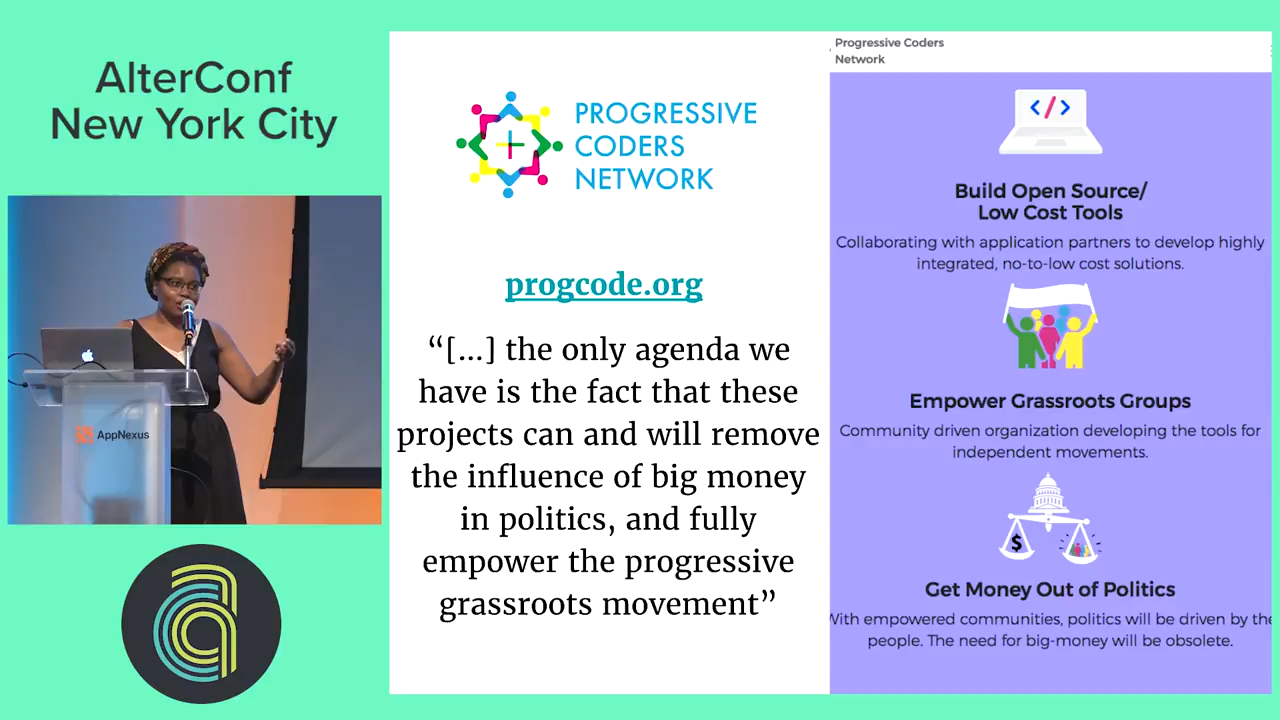 AlterConf
New York City
AppNexus
PROGRESSIVE
CODERS
NETWORK
progcode.org
“[...] the only agenda we
have is the fact that these
projects can and will remove
the influence of big money
in politics, and fully
empower the progressive
grassroots movement”
Progressive Coders
Network
</>
Build Open Source/
Low Cost Tools
Collaborating with application partners to develop highly
integrated, no-to-low cost solutions.
Empower Grassroots Groups
Community driven organization developing the tools for
independent movements.
$
Get Money Out of Politics
With empowered communities, politics will be driven by the
people. The need for big-money will be obsolete.